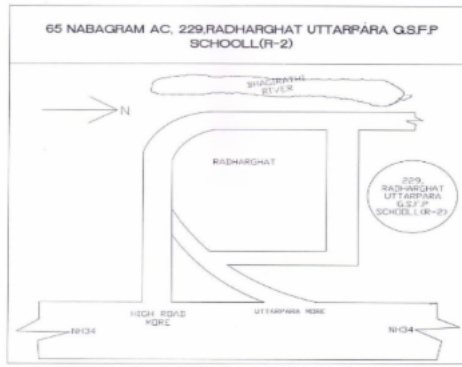 65 NABAGRAM AC, 229,RADHARGHAT UTTARPARA G.S.F.P
SCHOOLL(R-2)
BHAGIRATHI
RIVER
N
RADHARGHAT
229,
RADHARGHAT
UTTARPARA
G.S.F.P
SCHOOLL(R-2)
HIGH ROAD
MORE
UTTARPARA MORE
NH34
NH34